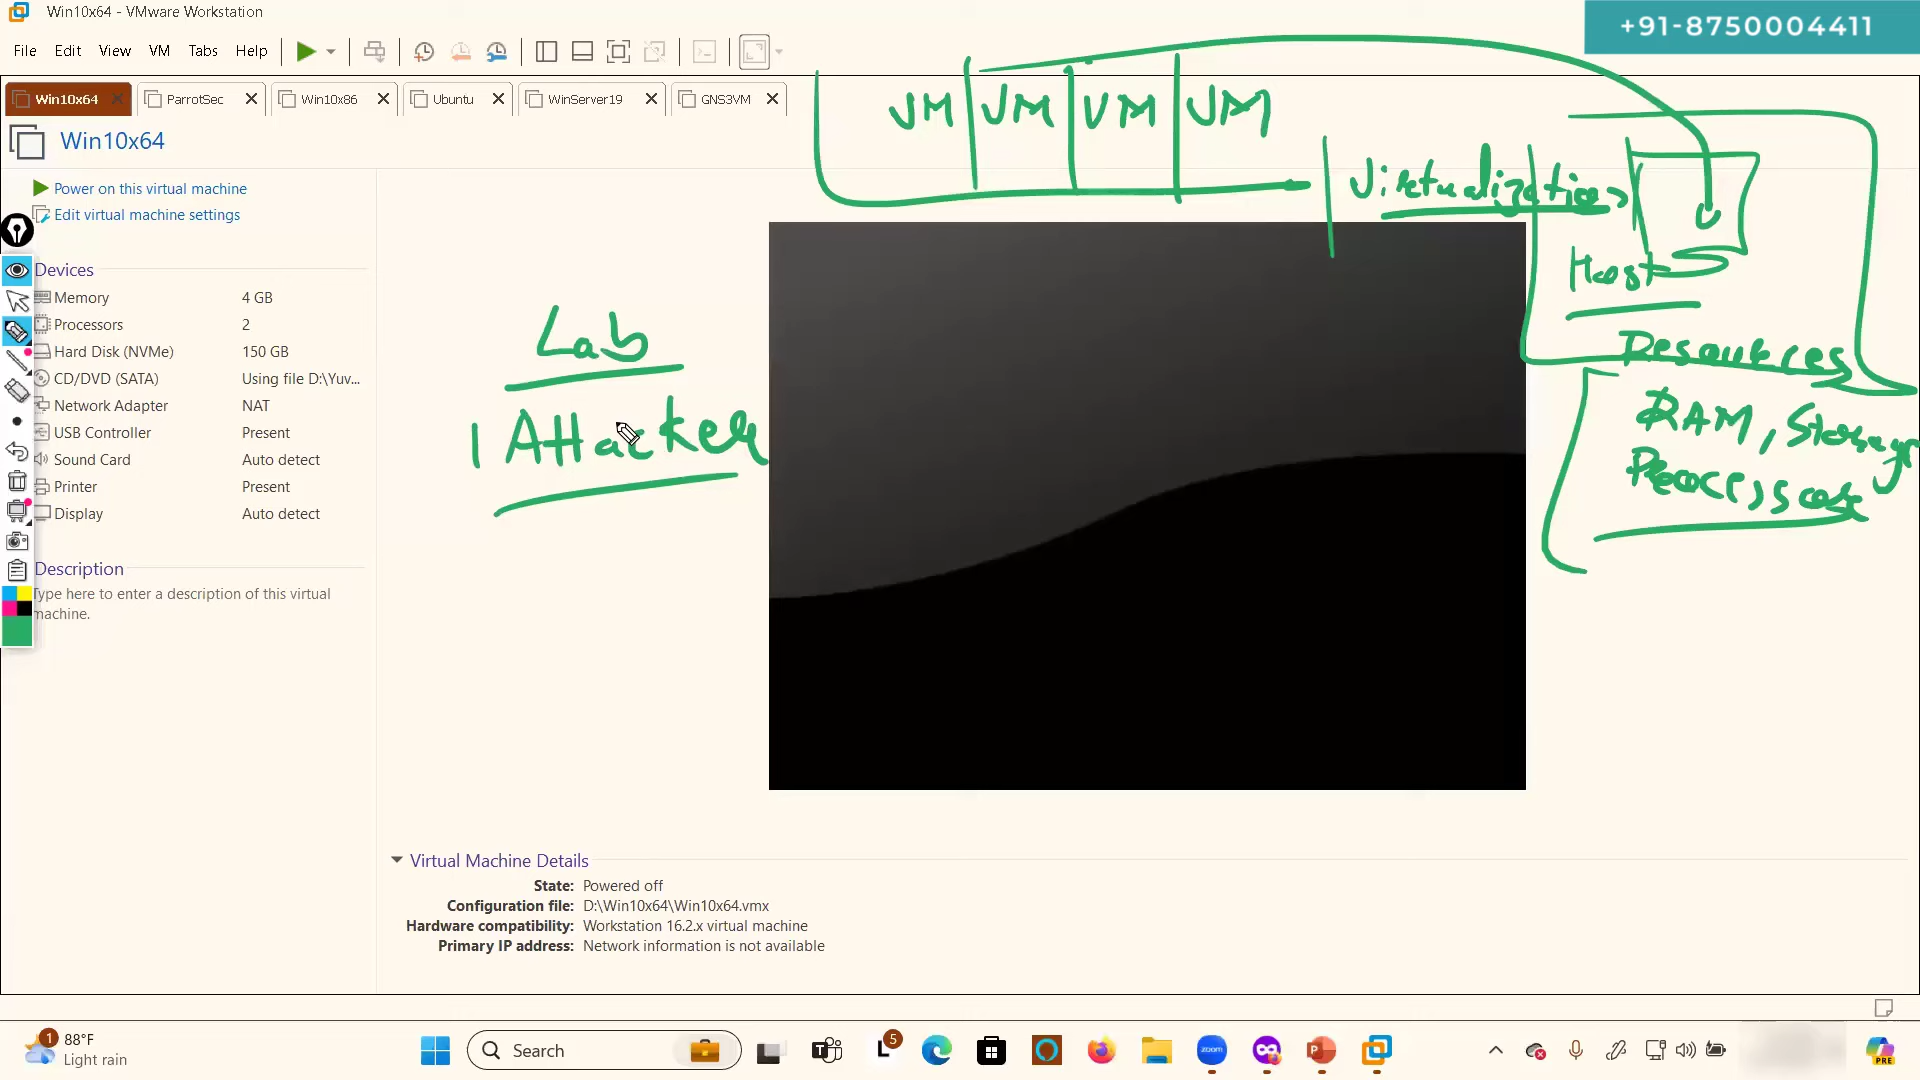 Win10x64 - VMware Workstation
+91-8750004411
File Edit View VM Tabs Help
Win10x64 ParrotSec Win10x86 Ubuntu WinServer19 GNS3VM
VM VM VM VM
Win10x64
Virtualization
Power on this virtual machine
Edit virtual machine settings
Host
Devices
Memory 4 GB
Processors 2
Hard Disk (NVMe) 150 GB
CD/DVD (SATA) Using file D:\Yuv...
Network Adapter NAT
USB Controller Present
Sound Card Auto detect
Printer Present
Display Auto detect
Lab
1 Attacker
Resources
RAM, Storage
Processor
Description
Type here to enter a description of this virtual
machine.
Virtual Machine Details
State: Powered off
Configuration file: D:\Win10x64\Win10x64.vmx
Hardware compatibility: Workstation 16.2.x virtual machine
Primary IP address: Network information is not available
1 88°F
Light rain
Search
L 5
zoom
PRE